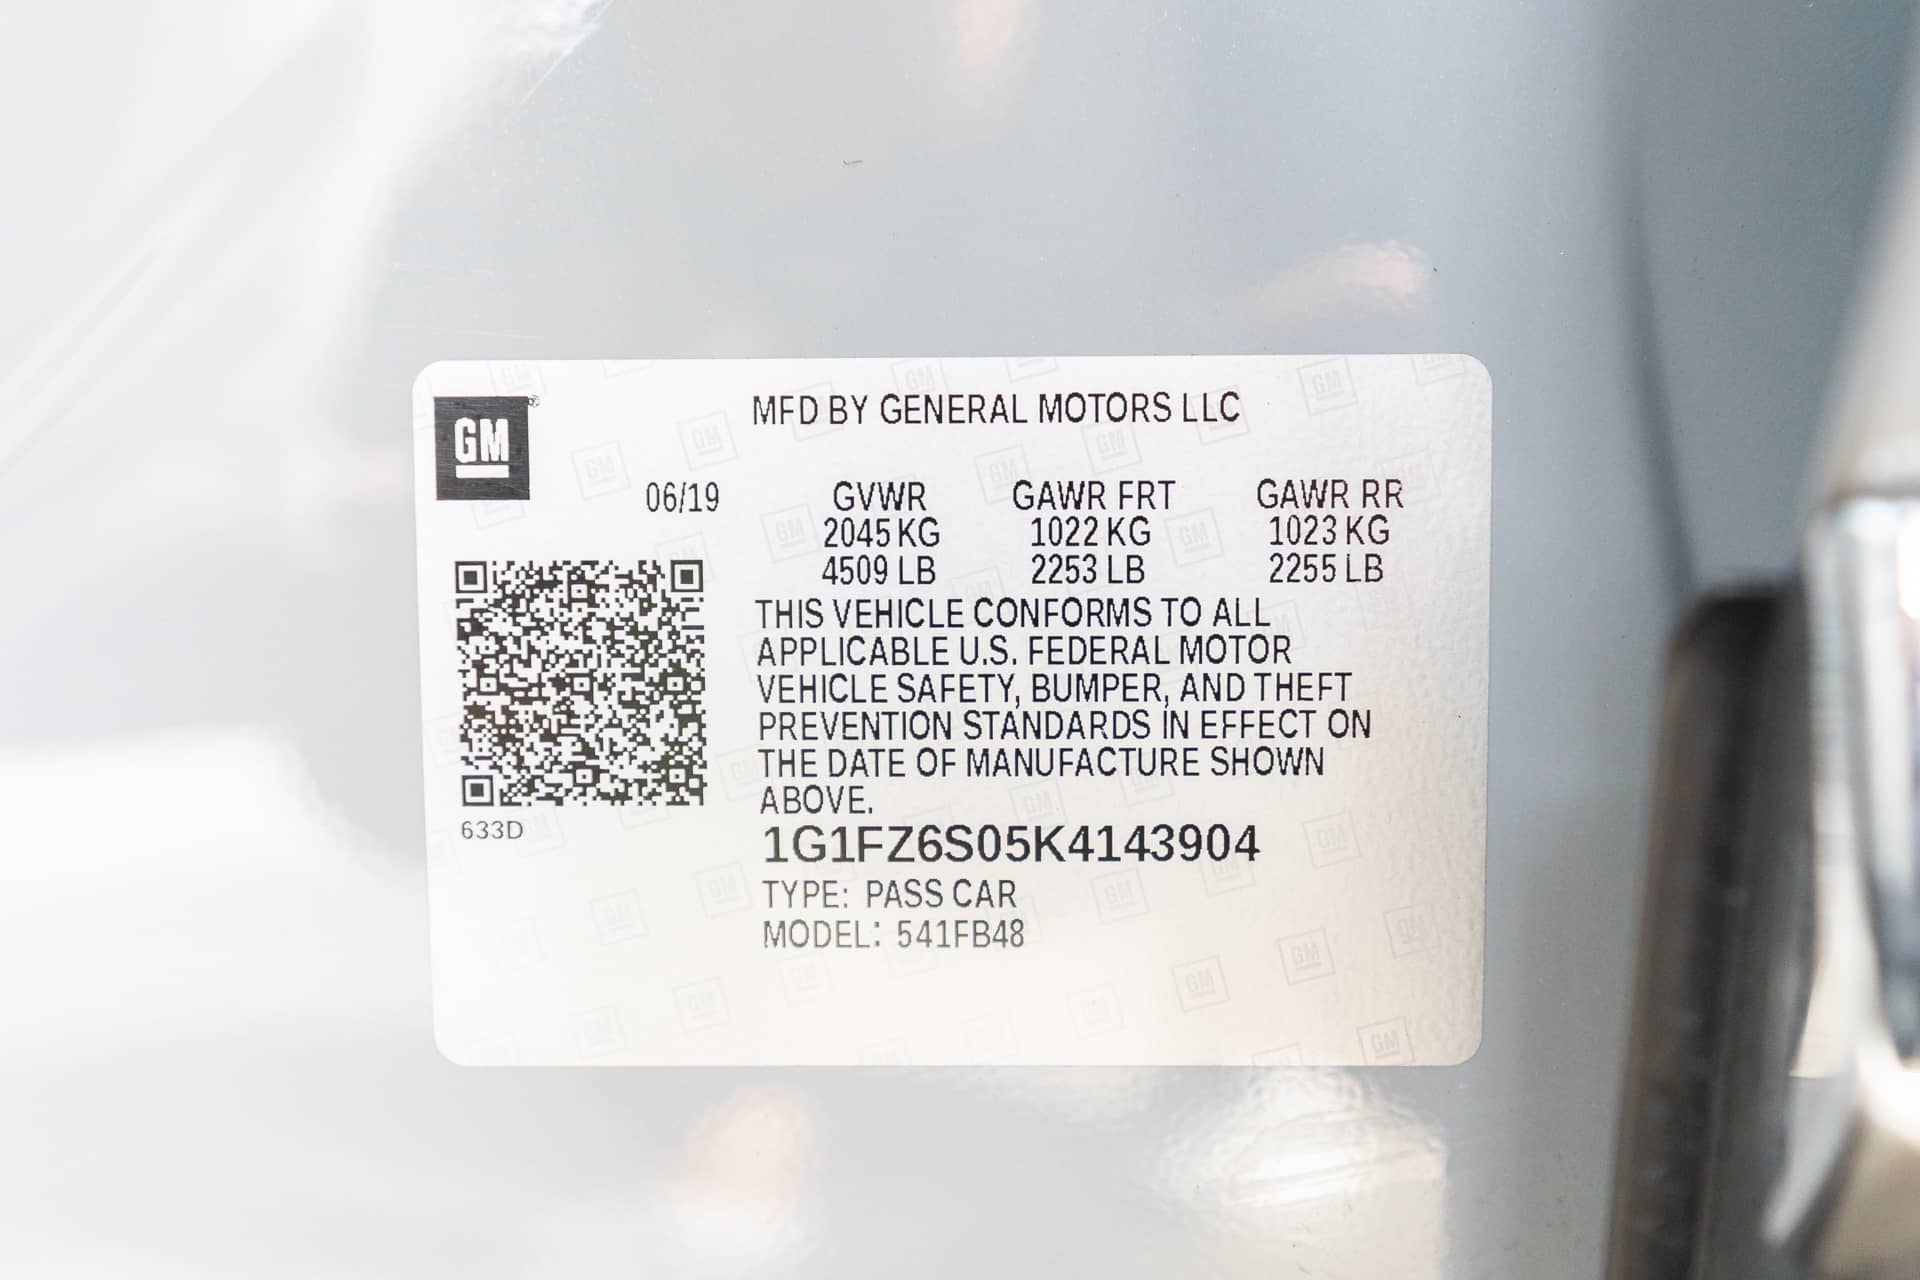 GM
MFD BY GENERAL MOTORS LLC
06/19 GVWR GAWR FRT GAWR RR
2045 KG 1022 KG 1023 KG
4509 LB 2253 LB 2255 LB
THIS VEHICLE CONFORMS TO ALL
APPLICABLE U.S. FEDERAL MOTOR
VEHICLE SAFETY, BUMPER, AND THEFT
PREVENTION STANDARDS IN EFFECT ON
THE DATE OF MANUFACTURE SHOWN
ABOVE.
633D
1G1FZ6S05K4143904
TYPE: PASS CAR
MODEL: 541FB48